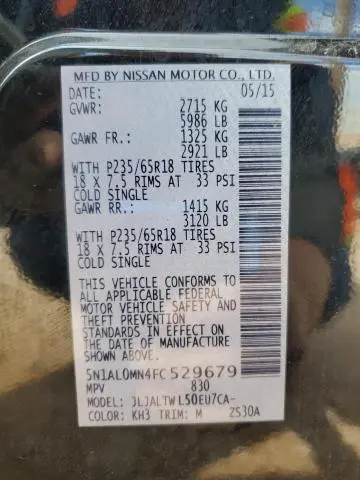 MFD BY NISSAN MOTOR CO., LTD.
DATE: 05/15
GVWR: 2715 KG
5986 LB
GAWR FR.: 1325 KG
2921 LB
WITH P235/65R18 TIRES
18 X 7.5 RIMS AT 33 PSI
COLD SINGLE
GAWR RR.: 1415 KG
3120 LB
WITH P235/65R18 TIRES
18 X 7.5 RIMS AT 33 PSI
COLD SINGLE
THIS VEHICLE CONFORMS TO
ALL APPLICABLE FEDERAL
MOTOR VEHICLE SAFETY AND
THEFT PREVENTION
STANDARDS IN EFFECT ON
THE DATE OF MANUFACTURE
SHOWN ABOVE.
5N1AL0MN4FC529679
MPV 830
MODEL: JLJALTWL50EU7CA-
COLOR: KH3 TRIM: M ZS30A